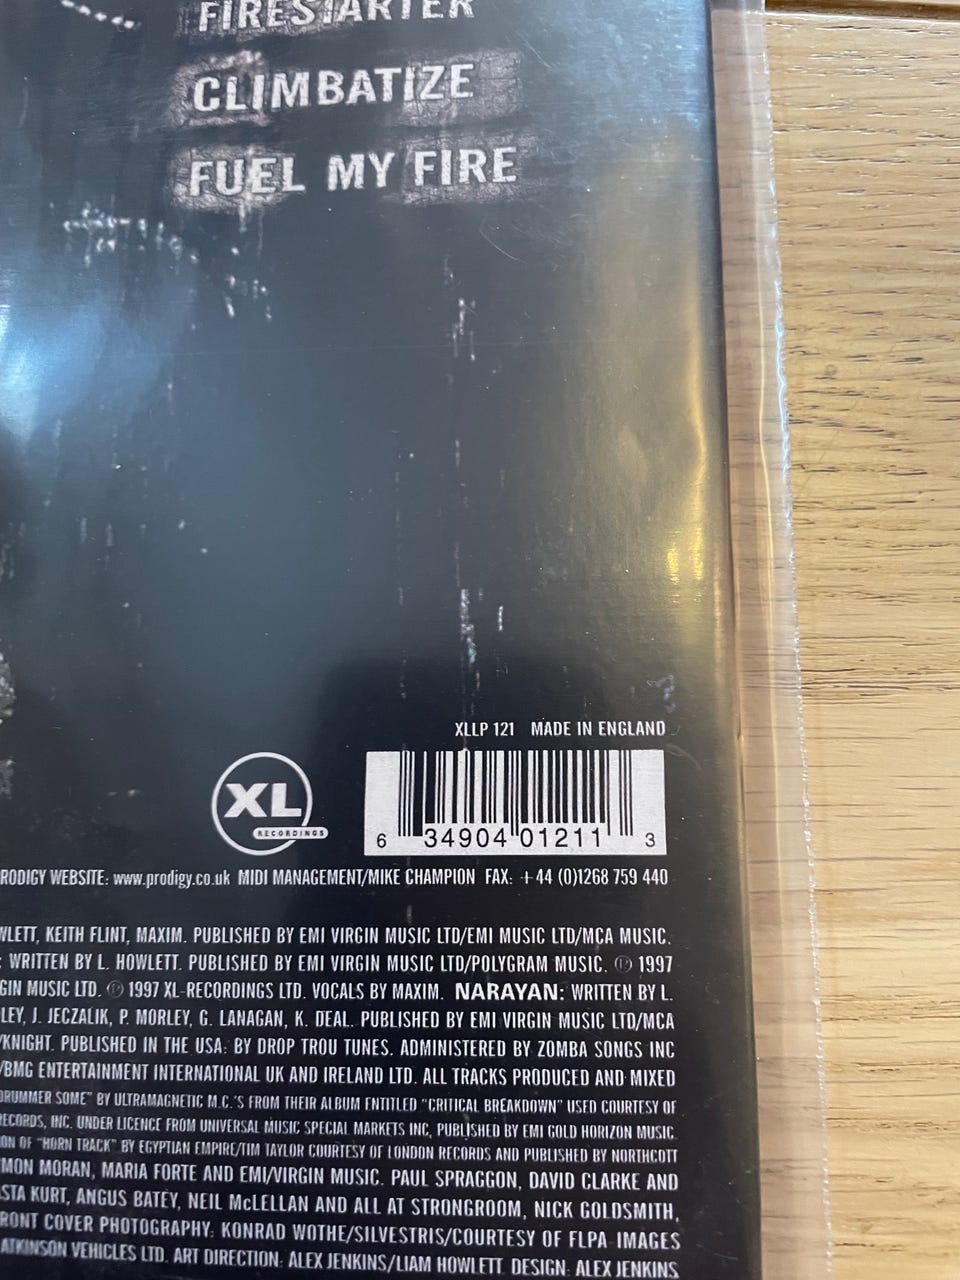 FIRESTARTER
CLIMBATIZE
FUEL MY FIRE
XLLP 121 MADE IN ENGLAND
XL
RECORDINGS
6 34904 01211 3
RODIGY WEBSITE: www.prodigy.co.uk MIDI MANAGEMENT/MIKE CHAMPION FAX: +44 (0)1268 759 440
WLETT, KEITH FLINT, MAXIM. PUBLISHED BY EMI VIRGIN MUSIC LTD/EMI MUSIC LTD/MCA MUSIC.
: WRITTEN BY L. HOWLETT. PUBLISHED BY EMI VIRGIN MUSIC LTD/POLYGRAM MUSIC. ℗ 1997
GIN MUSIC LTD. ℗ 1997 XL-RECORDINGS LTD. VOCALS BY MAXIM. NARAYAN: WRITTEN BY L.
LEY, J. JECZALIK, P. MORLEY, G. LANAGAN, K. DEAL. PUBLISHED BY EMI VIRGIN MUSIC LTD/MCA
/KNIGHT. PUBLISHED IN THE USA: BY DROP TROU TUNES. ADMINISTERED BY ZOMBA SONGS INC
/BMG ENTERTAINMENT INTERNATIONAL UK AND IRELAND LTD. ALL TRACKS PRODUCED AND MIXED
DRUMMER SOME" BY ULTRAMAGNETIC M.C.'S FROM THEIR ALBUM ENTITLED "CRITICAL BREAKDOWN" USED COURTESY OF
ECORDS, INC. UNDER LICENCE FROM UNIVERSAL MUSIC SPECIAL MARKETS INC, PUBLISHED BY EMI GOLD HORIZON MUSIC.
ON OF "HORN TRACK" BY EGYPTIAN EMPIRE/TIM TAYLOR COURTESY OF LONDON RECORDS AND PUBLISHED BY NORTHCOTT
MON MORAN, MARIA FORTE AND EMI/VIRGIN MUSIC. PAUL SPRAGGON, DAVID CLARKE AND
ASTA KURT, ANGUS BATEY, NEIL McLELLAN AND ALL AT STRONGROOM, NICK GOLDSMITH,
RONT COVER PHOTOGRAPHY: KONRAD WOTHE/SILVESTRIS/COURTESY OF FLPA IMAGES
ATKINSON VEHICLES LTD. ART DIRECTION: ALEX JENKINS/LIAM HOWLETT. DESIGN: ALEX JENKINS